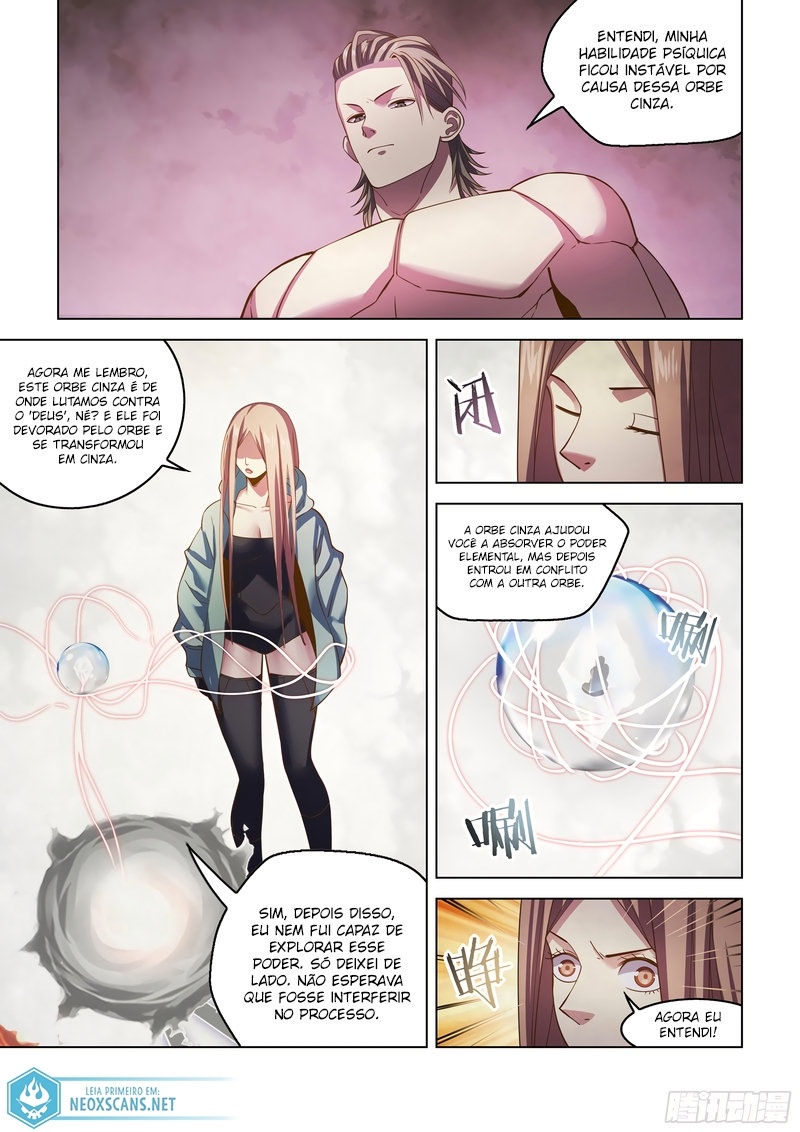 ENTENDI, MINHA
HABILIDADE PSÍQUICA
FICOU INSTÁVEL POR
CAUSA DESSA ORBE
CINZA.
AGORA ME LEMBRO,
ESTE ORBE CINZA É DE
ONDE LUTAMOS CONTRA
O 'DEUS', NÉ? E ELE FOI
DEVORADO PELO ORBE E
SE TRANSFORMOU
EM CINZA.
闭
A ORBE CINZA AJUDOU
VOCÊ A ABSORVER O PODER
ELEMENTAL, MAS DEPOIS
ENTROU EM CONFLITO
COM A OUTRA ORBE.
唰
唰
SIM, DEPOIS DISSO,
EU NEM FUI CAPAZ DE
EXPLORAR ESSE
PODER. SÓ DEIXEI DE
LADO. NÃO ESPERAVA
QUE FOSSE INTERFERIR
NO PROCESSO.
睁
AGORA EU
ENTENDI!
LEIA PRIMEIRO EM:
NEOXSCANS.NET
腾讯动漫